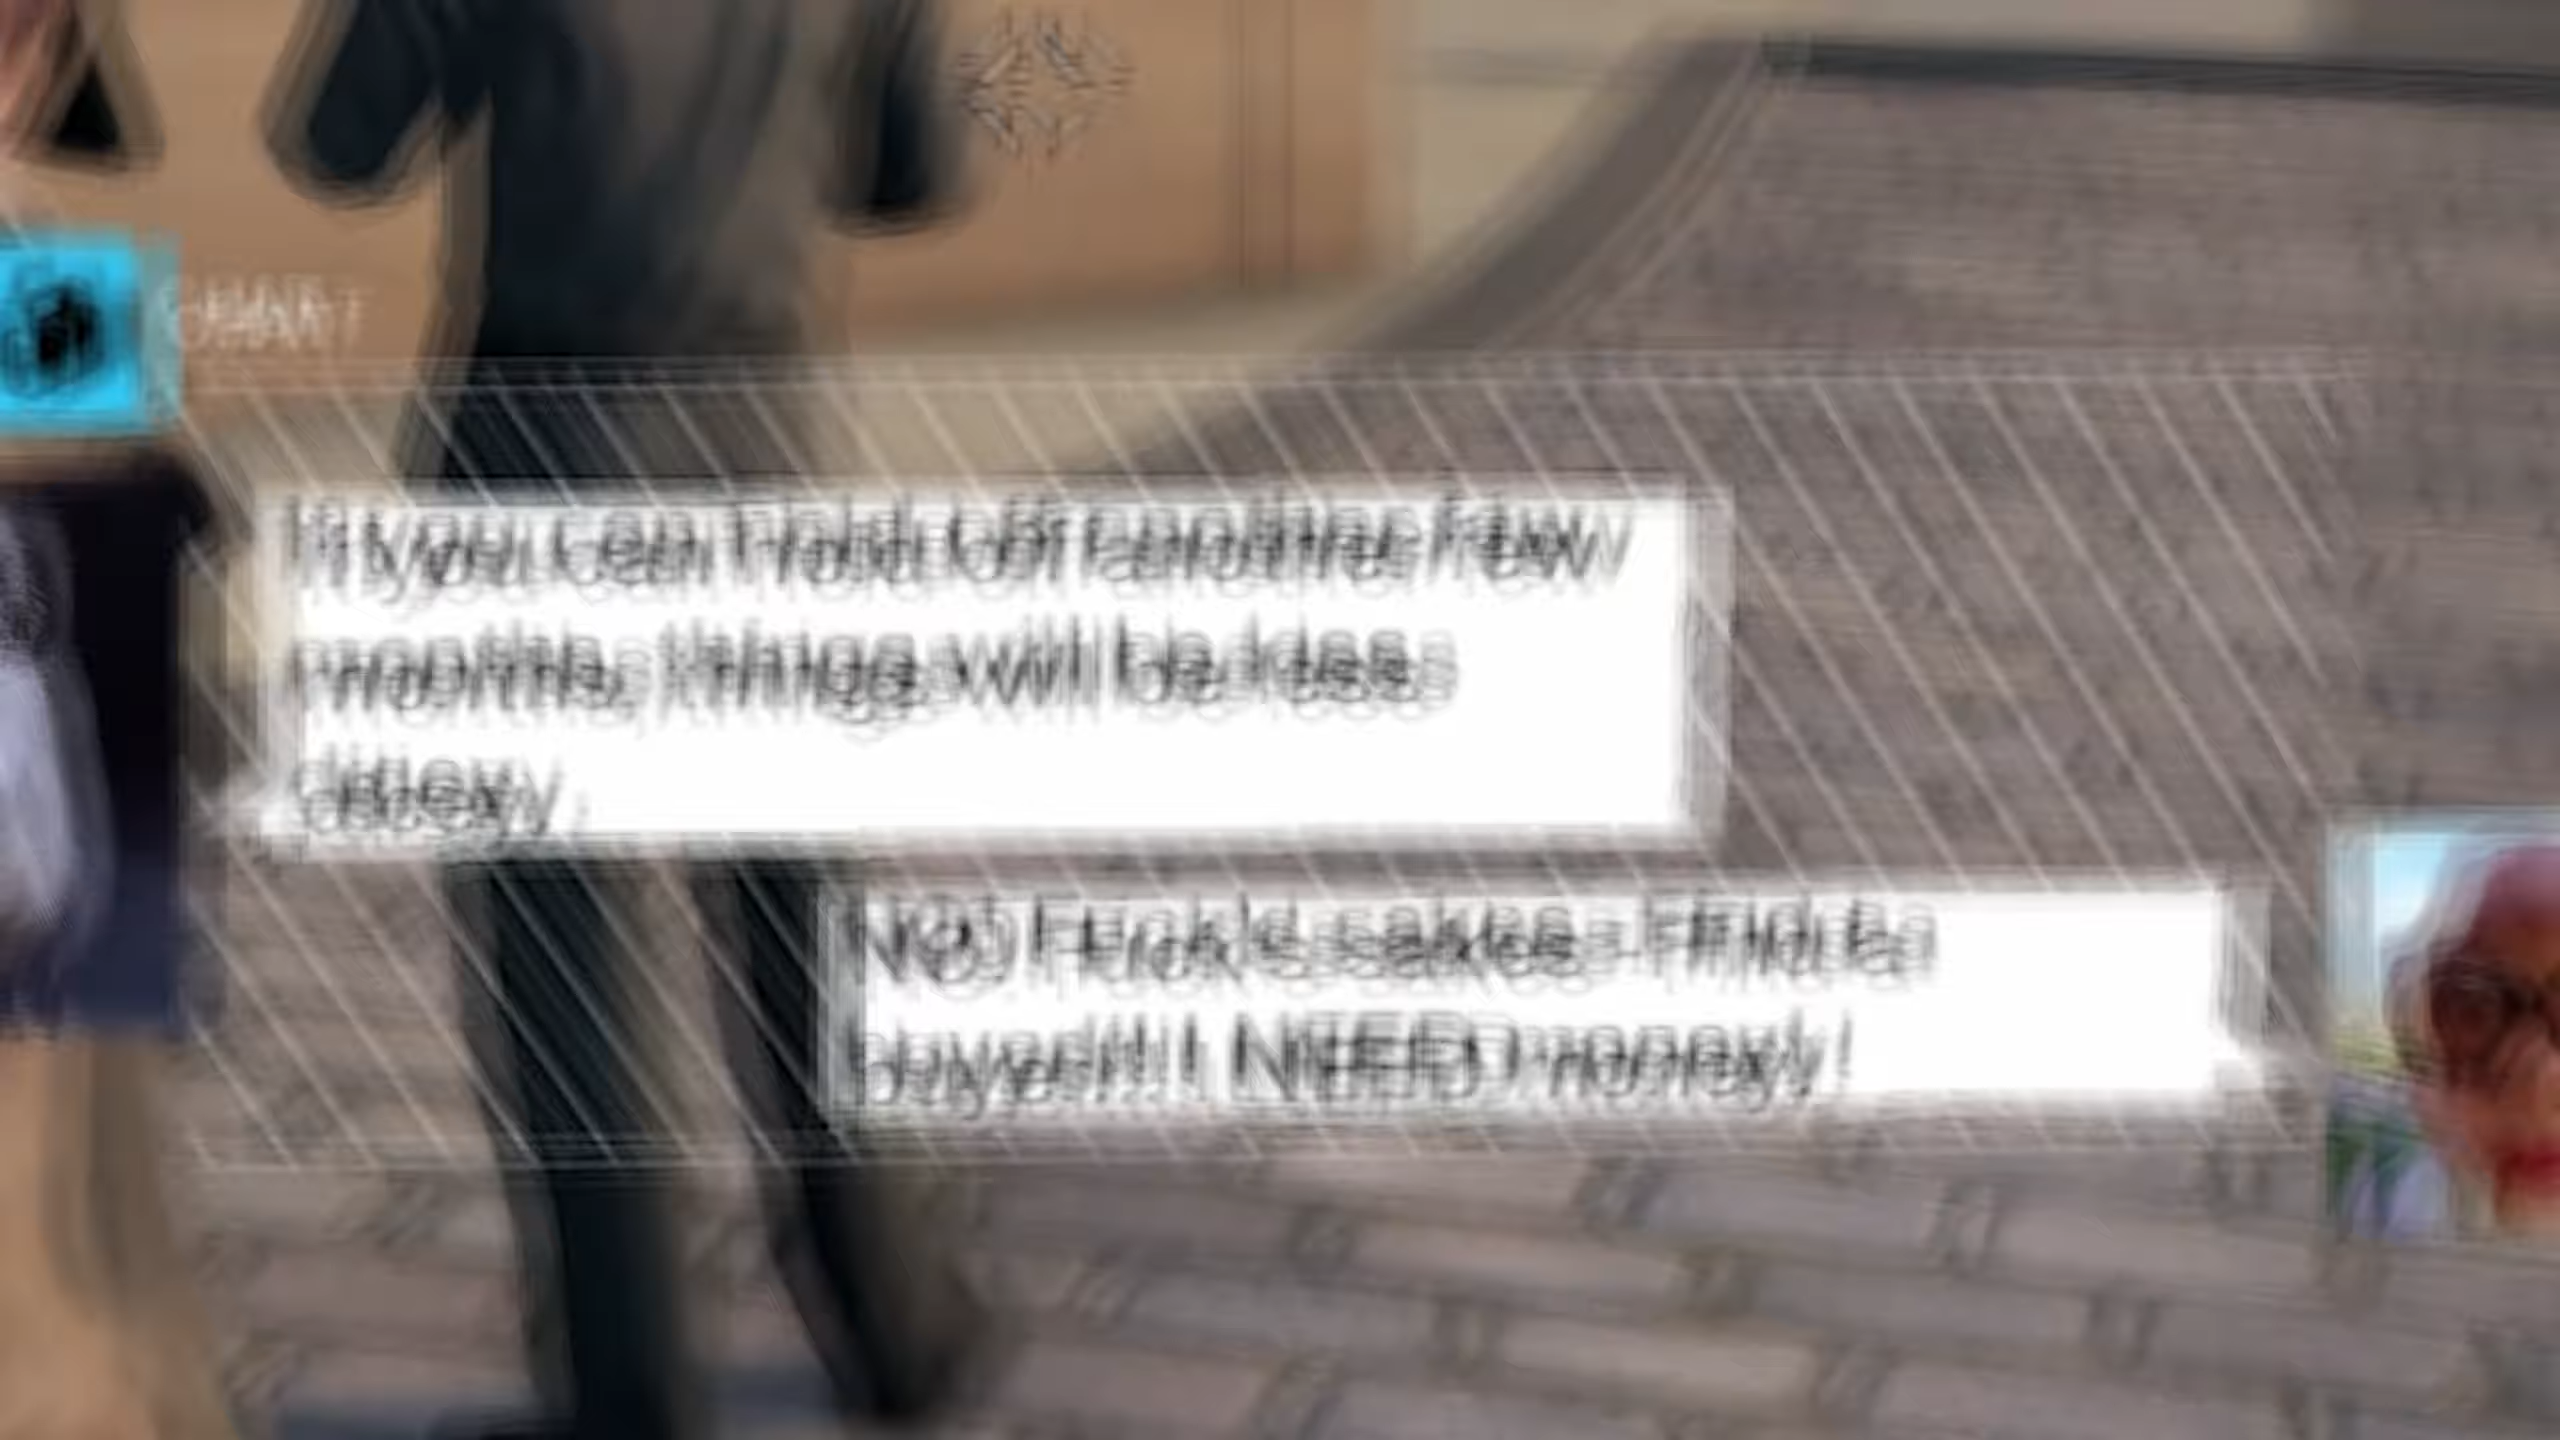 If you can hold off another few
months, things will be less
dicey.
No! Fuck's sakes - Find a
buyer!!! I NEED money!